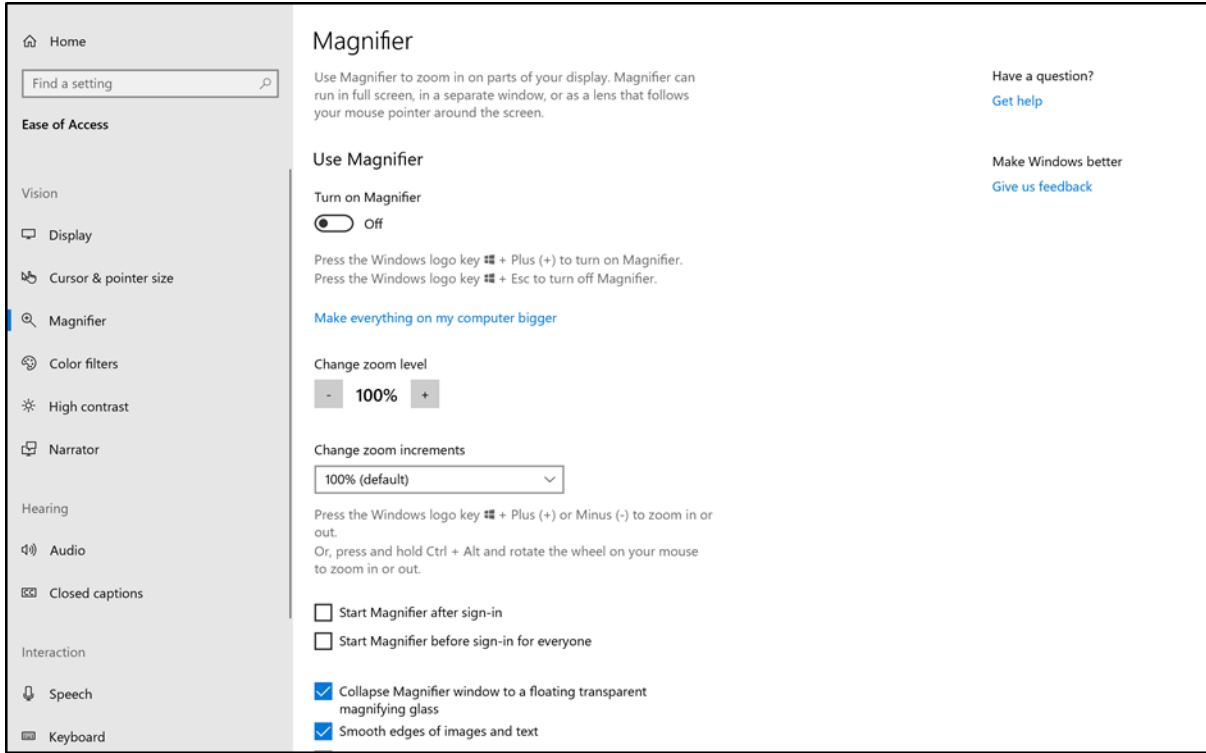 Home
Find a setting
Ease of Access
Vision
Display
Cursor & pointer size
Magnifier
Color filters
High contrast
Narrator
Hearing
Audio
Closed captions
Interaction
Speech
Keyboard
Magnifier
Use Magnifier to zoom in on parts of your display. Magnifier can
run in full screen, in a separate window, or as a lens that follows
your mouse pointer around the screen.
Use Magnifier
Turn on Magnifier
Off
Press the Windows logo key + Plus (+) to turn on Magnifier.
Press the Windows logo key + Esc to turn off Magnifier.
Make everything on my computer bigger
Change zoom level
- 100% +
Change zoom increments
100% (default)
Press the Windows logo key + Plus (+) or Minus (-) to zoom in or
out.
Or, press and hold Ctrl + Alt and rotate the wheel on your mouse
to zoom in or out.
Start Magnifier after sign-in
Start Magnifier before sign-in for everyone
Collapse Magnifier window to a floating transparent
magnifying glass
Smooth edges of images and text
Have a question?
Get help
Make Windows better
Give us feedback